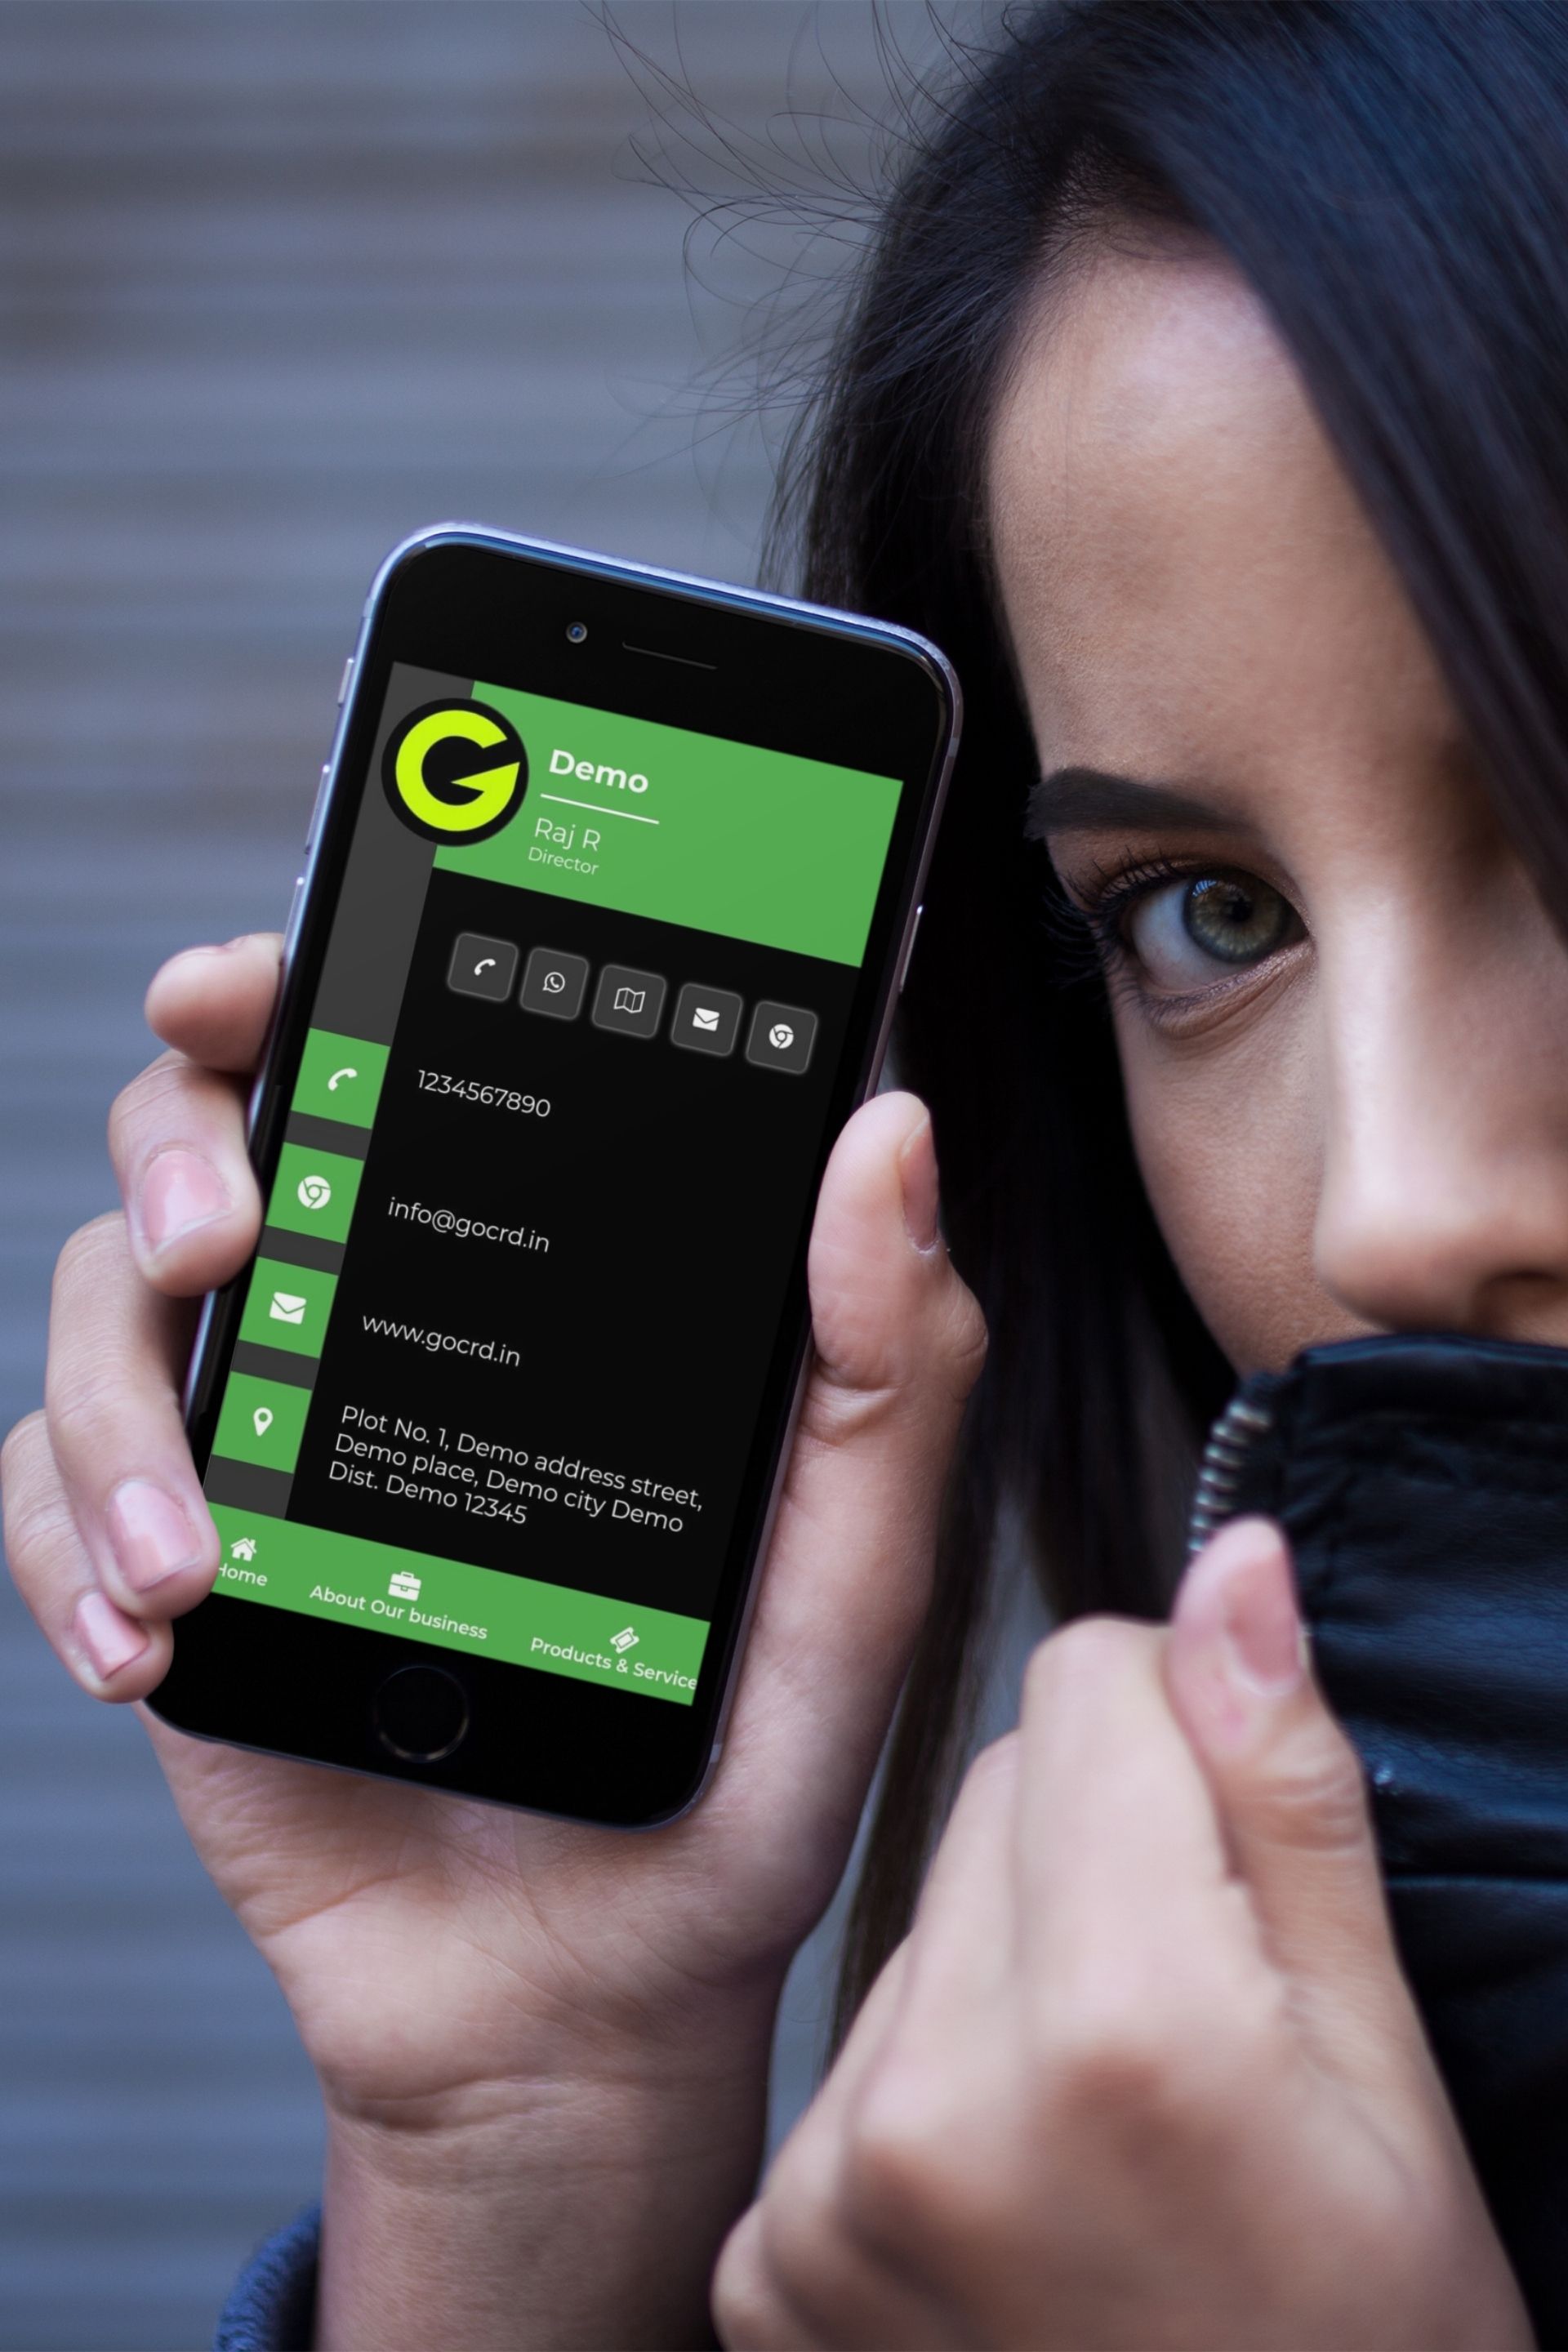 Demo
Raj R
Director
1234567890
info@gocrd.in
www.gocrd.in
Plot No. 1, Demo address street,
Demo place, Demo city Demo
Dist. Demo 12345
Home
About Our business
Products & Service